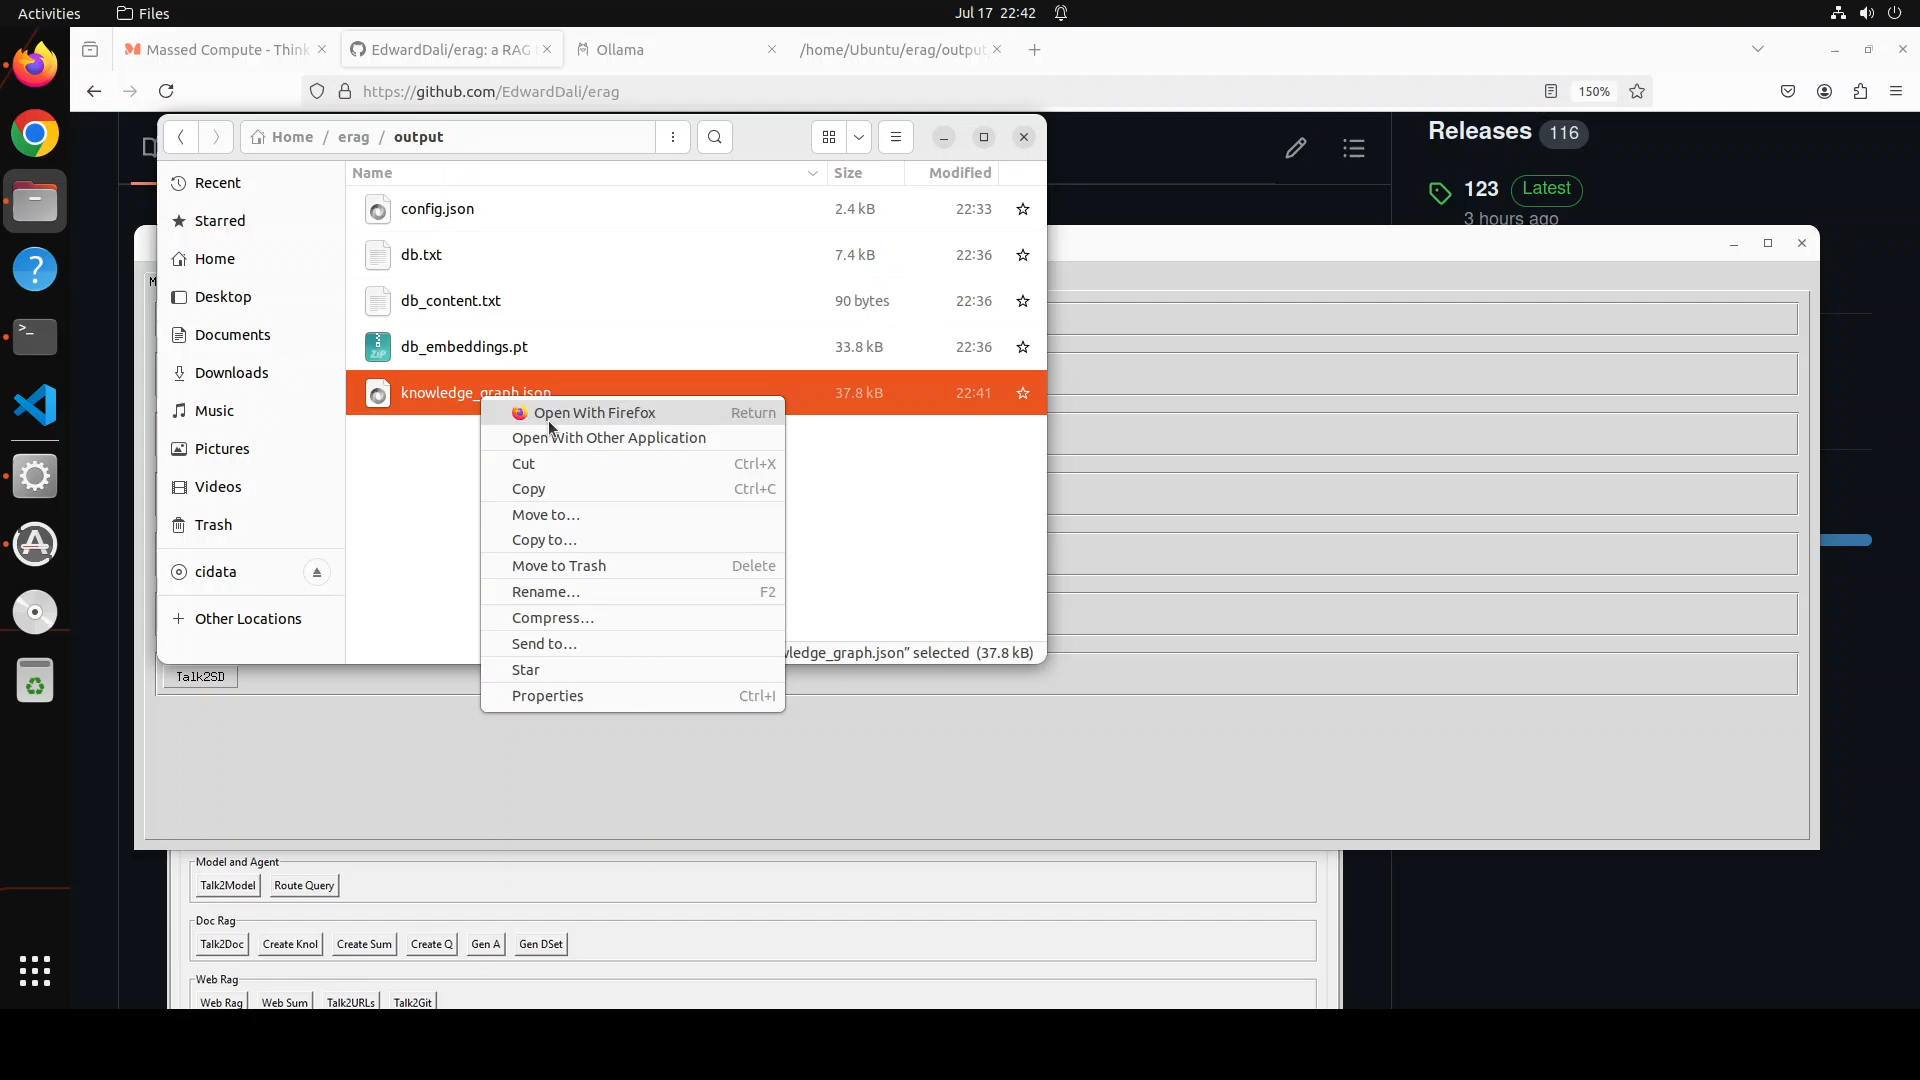 Activities
Files
Jul 17 22:42
Massed Compute - Think
EdwardDali/erag: a RAG
Ollama
/home/Ubuntu/erag/output
https://github.com/EdwardDali/erag
150%
Home / erag / output
Releases 116
123 Latest
3 hours ago
Name Size Modified
Recent
Starred
Home
Desktop
Documents
Downloads
Music
Pictures
Videos
Trash
cidata
+ Other Locations
config.json 2.4 kB 22:33
db.txt 7.4 kB 22:36
db_content.txt 90 bytes 22:36
db_embeddings.pt 33.8 kB 22:36
knowledge_graph.json 37.8 kB 22:41
Open With Firefox Return
Open With Other Application
Cut Ctrl+X
Copy Ctrl+C
Move to…
Copy to…
Move to Trash Delete
Rename… F2
Compress…
Send to…
Star
Properties Ctrl+I
ledge_graph.json” selected (37.8 kB)
Talk2SD
Model and Agent
Talk2Model Route Query
Doc Rag
Talk2Doc Create Knol Create Sum Create Q Gen A Gen DSet
Web Rag
Web Rag Web Sum Talk2URLs Talk2Git